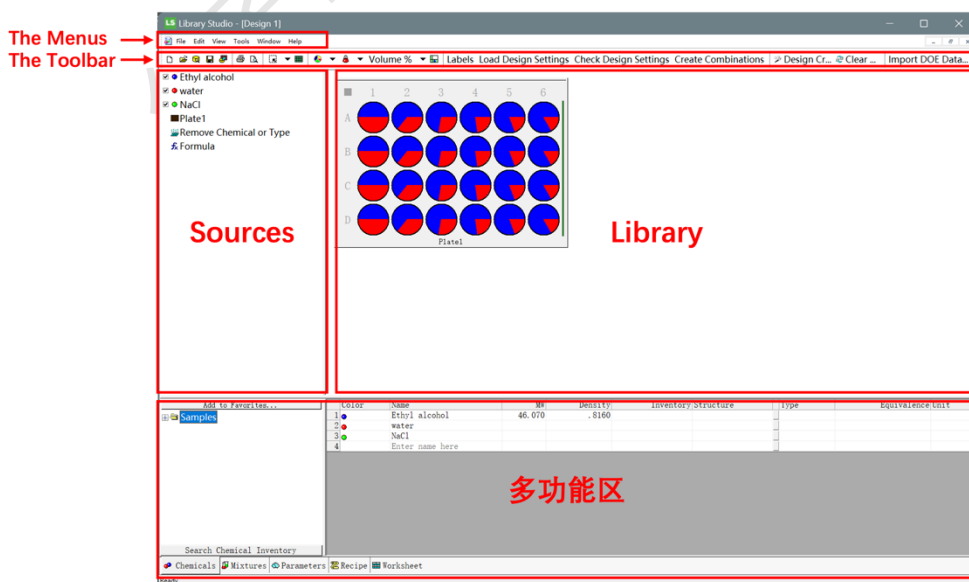 LS Library Studio - [Design 1]
The Menus
File Edit View Tools Window Help
The Toolbar
Volume % Labels Load Design Settings Check Design Settings Create Combinations Design Cr... Clear ... Import DOE Data...
Ethyl alcohol
water
NaCl
Plate1
Remove Chemical or Type
Formula
Sources
1 2 3 4 5 6
A
B
C
D
Plate1
Library
Add to Favorites...
Samples
Search Chemical Inventory
Color Name MW Density Inventory Structure Type Equivalence Unit
1 Ethyl alcohol 46.070 .8160
2 water
3 NaCl
4 Enter name here
多功能区
Chemicals Mixtures Parameters Recipe Worksheet
Ready